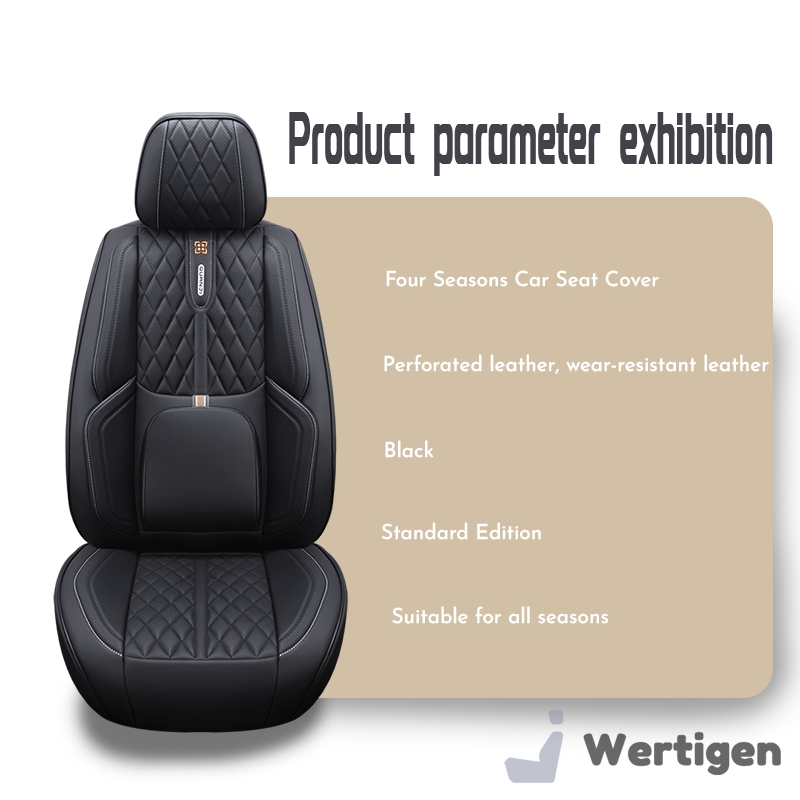 Product parameter exhibition
Four Seasons Car Seat Cover
Perforated leather, wear-resistant leather
Black
Standard Edition
Suitable for all seasons
Wertigen